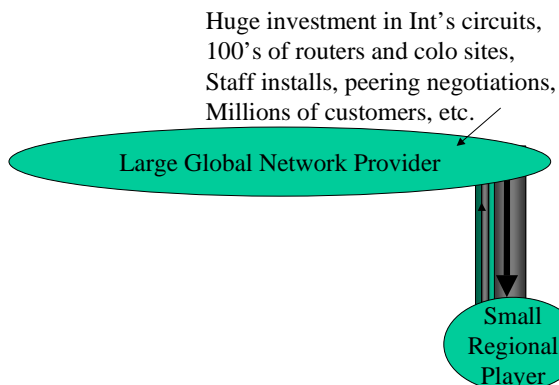 Huge investment in Int's circuits,
100's of routers and colo sites,
Staff installs, peering negotiations,
Millions of customers, etc.
Large Global Network Provider
Small
Regional
Player